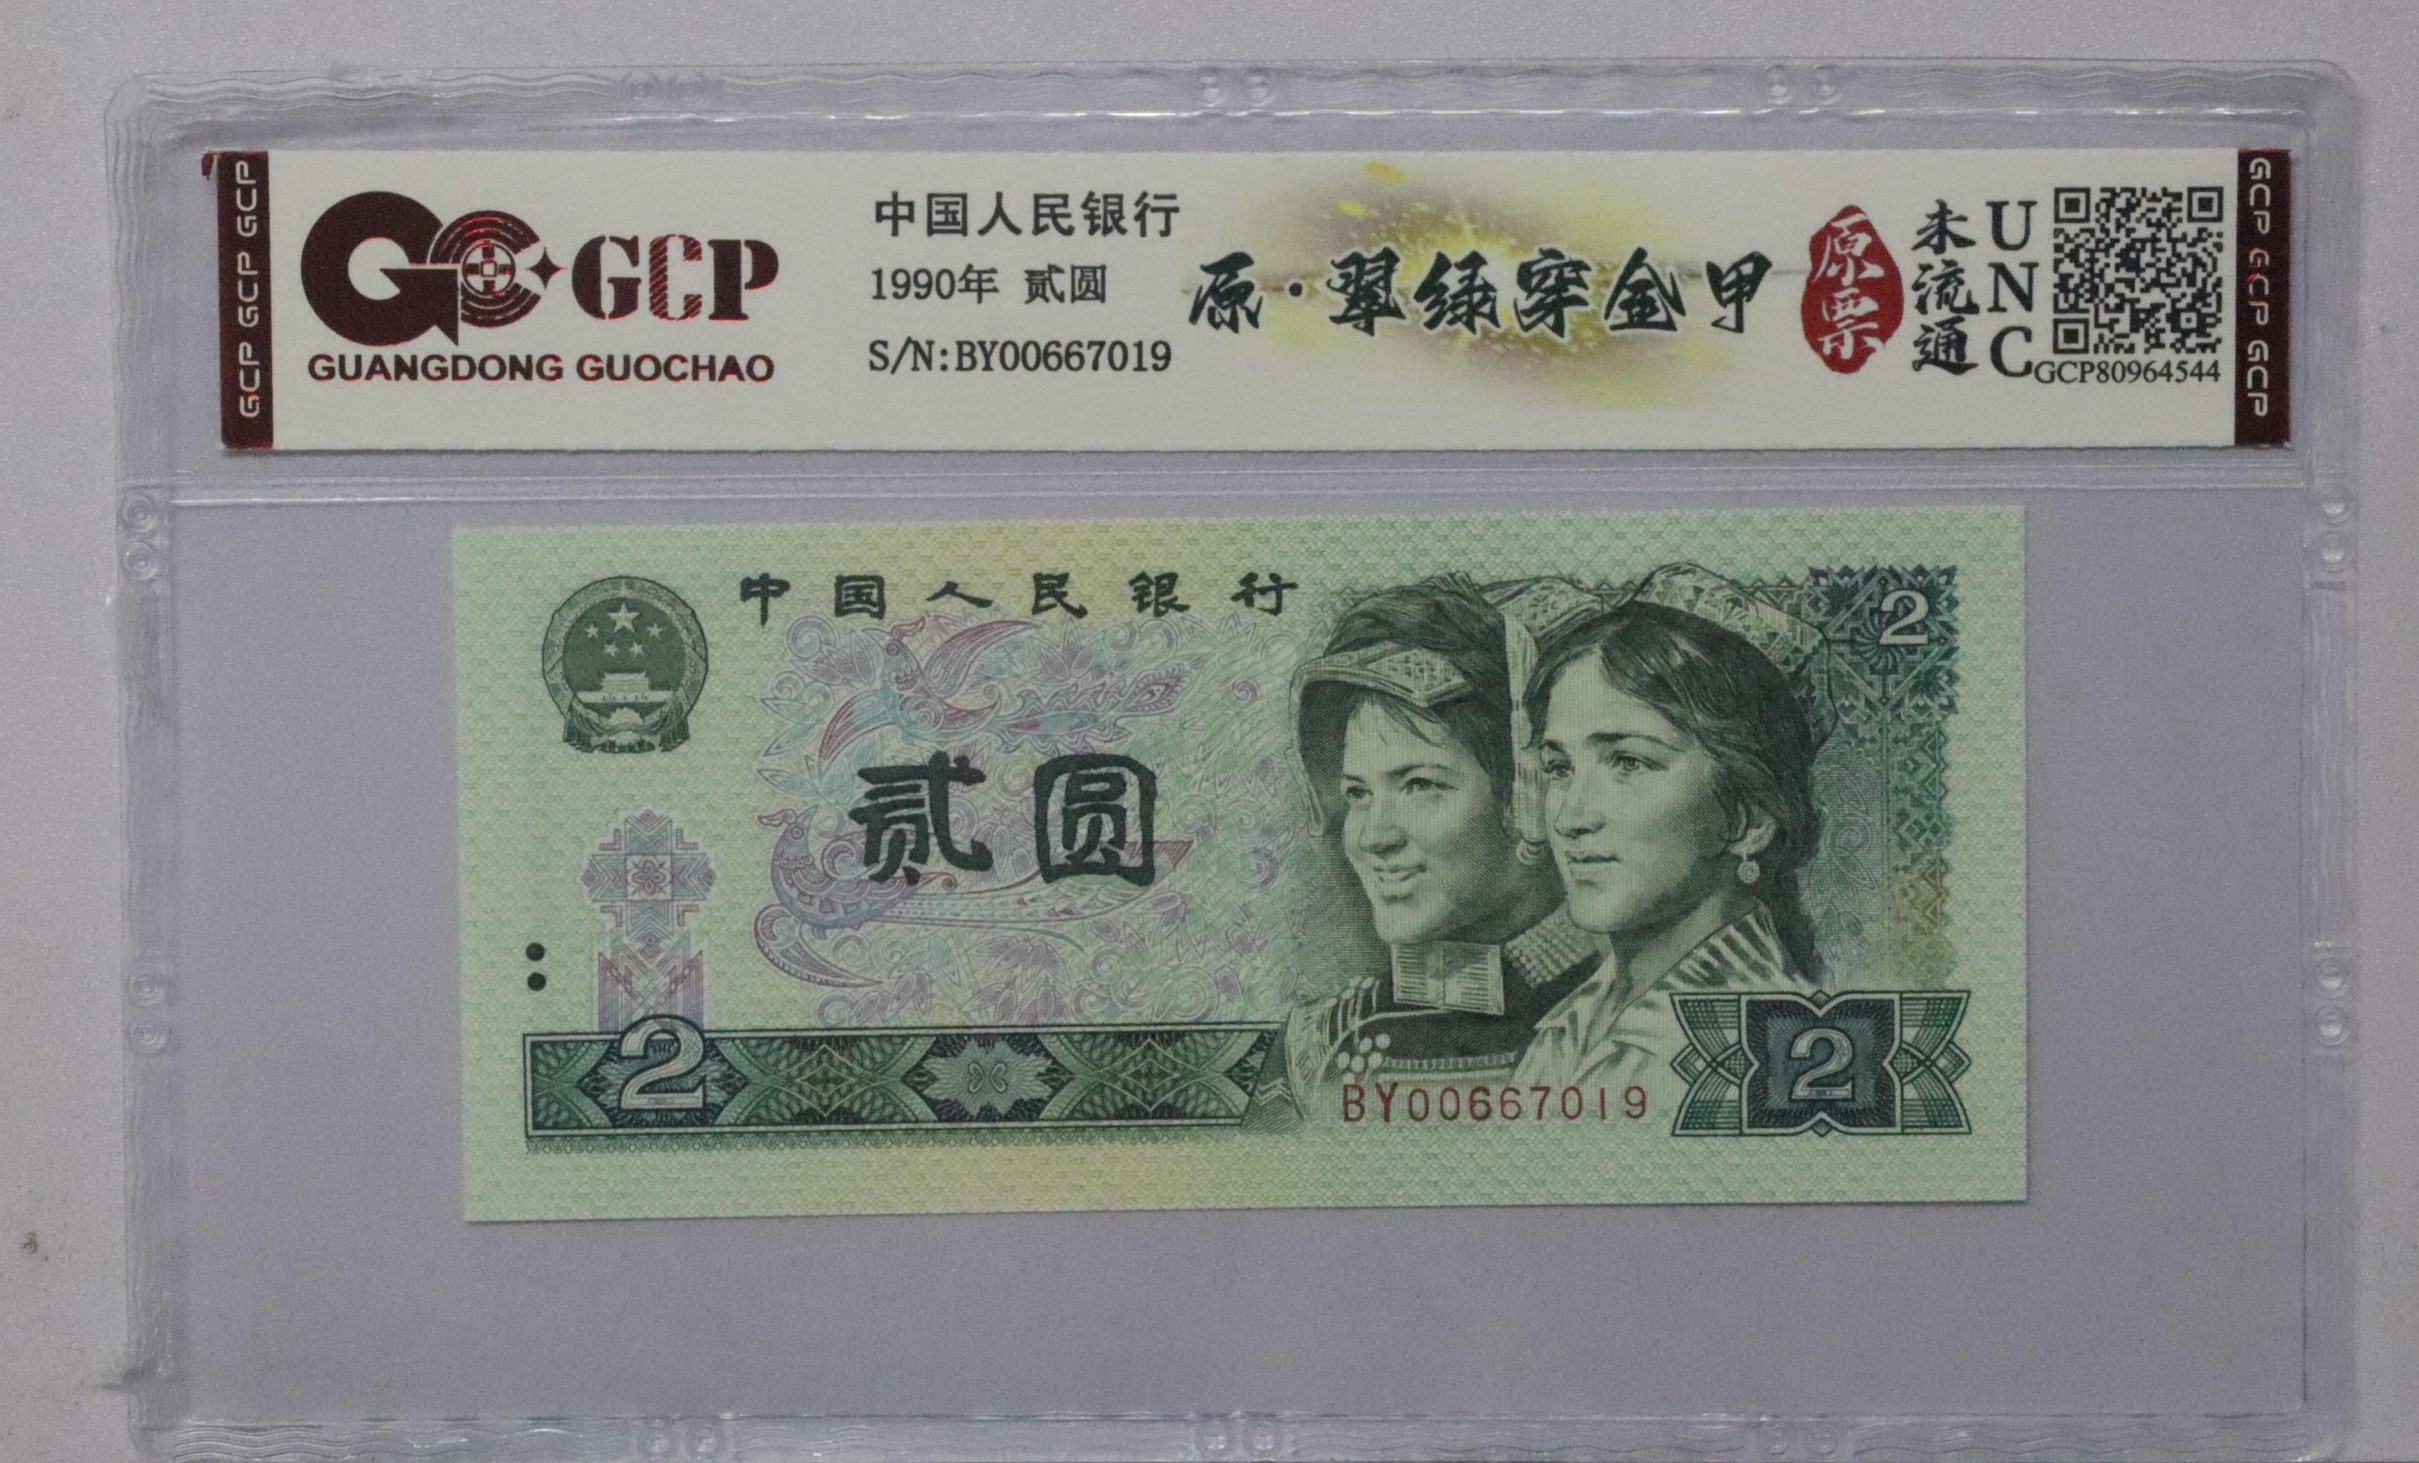 GCP GCP GCP
GCP
GUANGDONG GUOCHAO
中国人民银行
1990年 贰圆
S/N:BY00667019
原·翠绿穿金甲
原票
未流通
UNC
GCP80964544
GCP GCP GCP
中国人民银行
2
贰圆
2
BY00667019
2